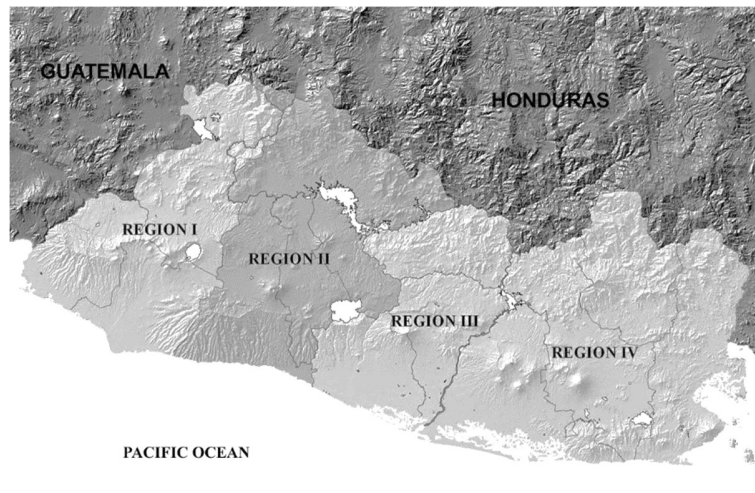 GUATEMALA
HONDURAS
REGION I
REGION II
REGION III
REGION IV
PACIFIC OCEAN